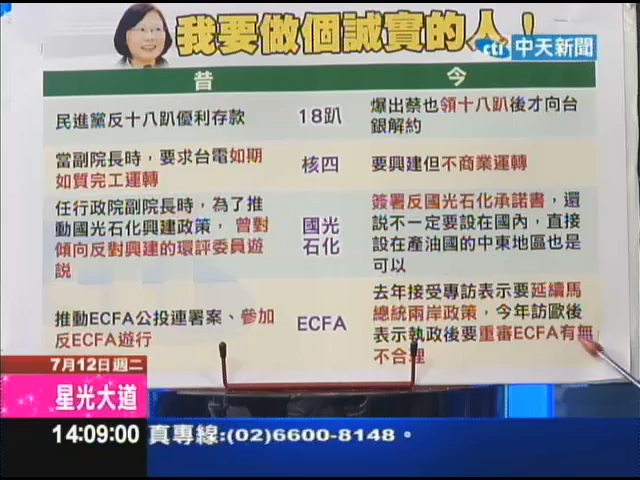 我要做個誠實的人!
cti 中天新聞
昔
今
民進黨反十八趴優利存款
18趴
爆出蔡也領十八趴後才向台
銀解約
當副院長時，要求台電如期
如質完工運轉
核四
要興建但不商業運轉
任行政院副院長時，為了推
動國光石化興建政策，曾對
傾向反對興建的環評委員遊
說
國光
石化
簽署反國光石化承諾書，還
說不一定要設在國內，直接
設在產油國的中東地區也是
可以
推動ECFA公投連署案、參加
反ECFA遊行
ECFA
去年接受專訪表示要延續馬
總統兩岸政策，今年訪歐後
表示執政後要重審ECFA有無
不合理
7月12日週二
星光大道
14:09:00 真專線:(02)6600-8148。